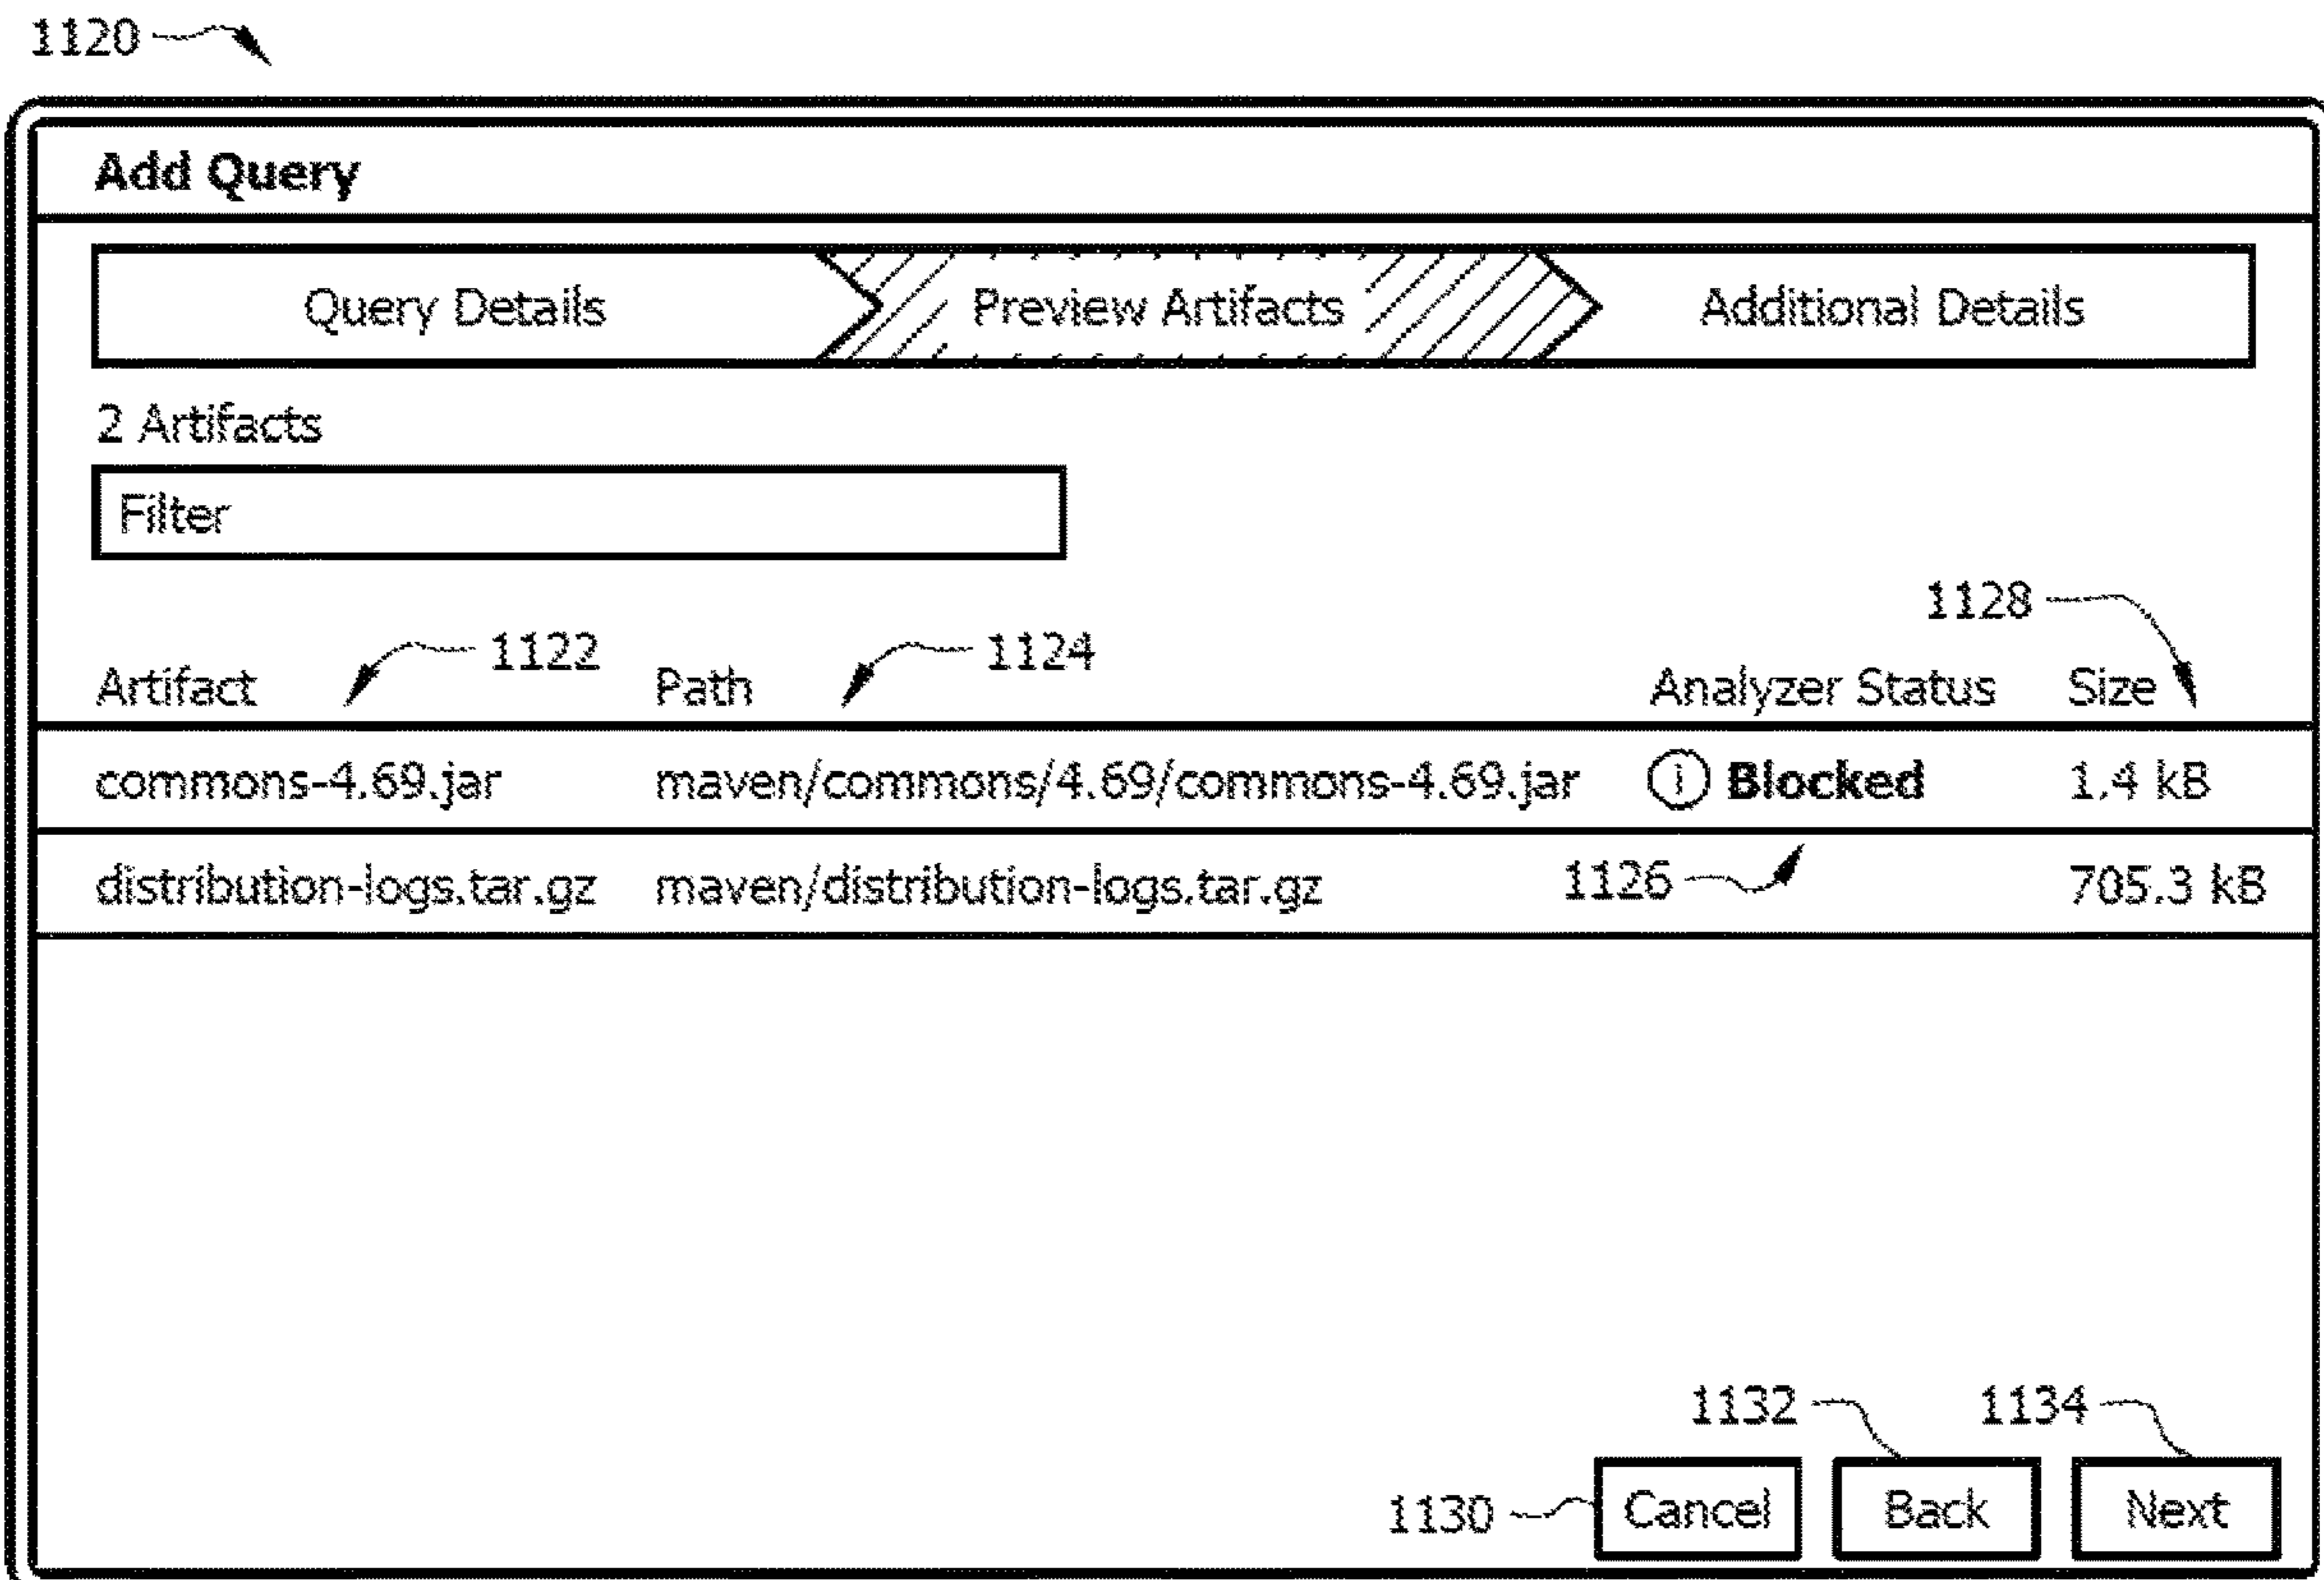 1120
Add Query
Query Details Preview Artifacts Additional Details
2 Artifacts
Filter
1128
1122 1124
Artifact Path Analyzer Status Size
commons-4.69.jar maven/commons/4.69/commons-4.69.jar i Blocked 1.4 kB
distribution-logs.tar.gz maven/distribution-logs.tar.gz 1126 705.3 kB
1132 1134
1130 Cancel Back Next